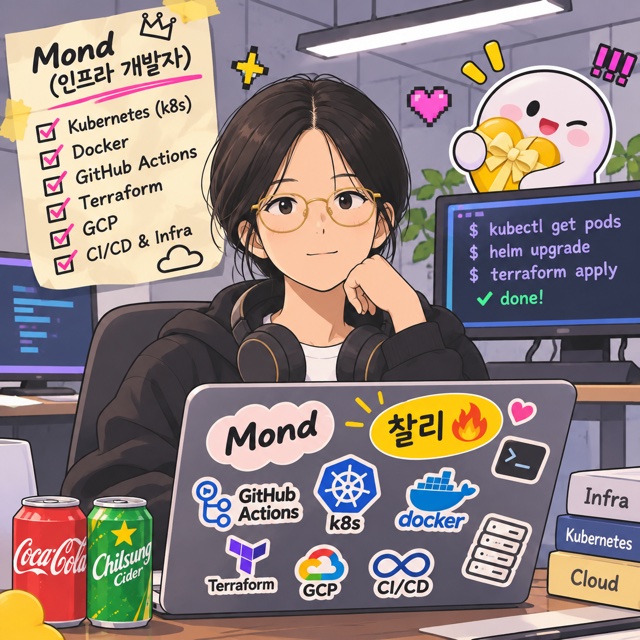 Mond
(인프라 개발자)
Kubernetes (k8s)
Docker
GitHub Actions
Terraform
GCP
CI/CD & Infra
!!!
$ kubectl get pods
$ helm upgrade
$ terraform apply
✓ done!
Mond
찰리🔥
>_
GitHub
Actions
k8s
docker
Terraform
GCP
CI/CD
Coca-Cola
Chilsung
Cider
Infra
Kubernetes
Cloud